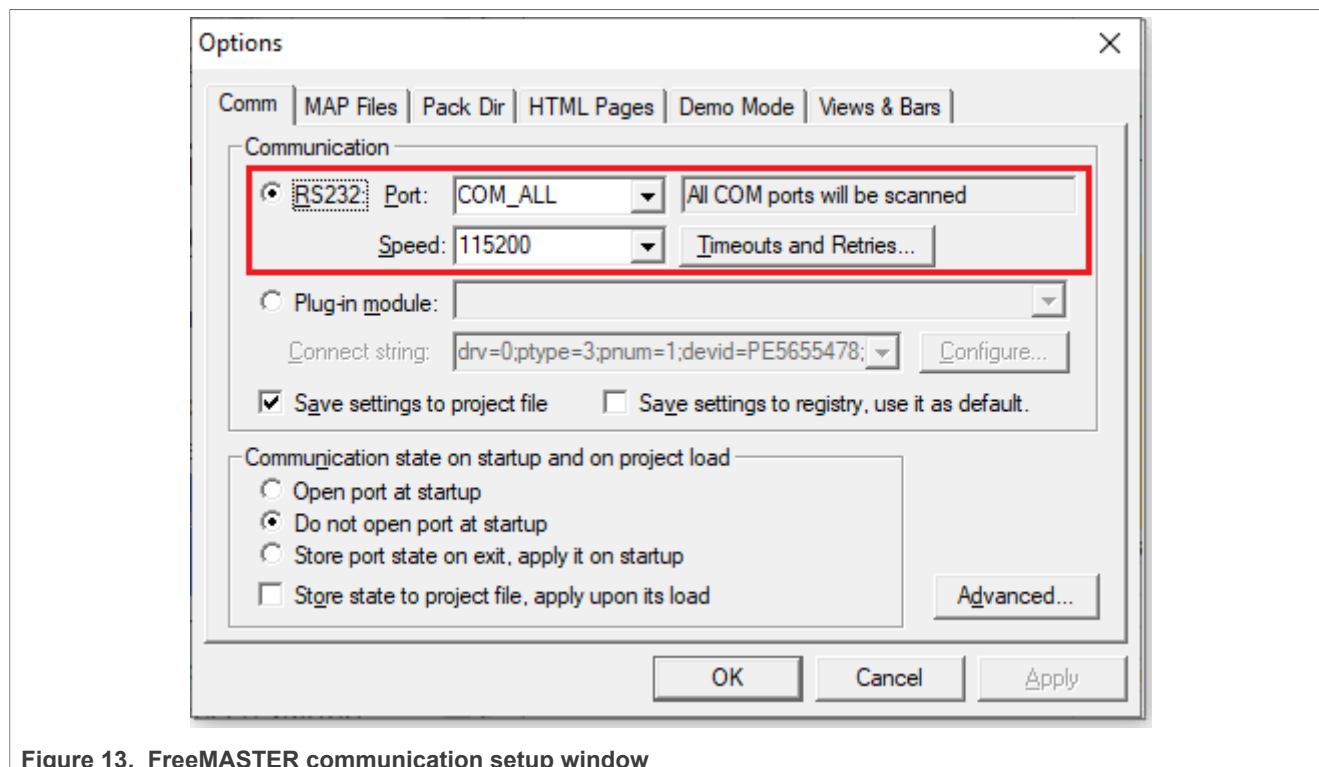 Options
Comm MAP Files Pack Dir HTML Pages Demo Mode Views & Bars
Communication
RS232: Port: COM_ALL All COM ports will be scanned
Speed: 115200 Timeouts and Retries...
Plug-in module:
Connect string: drv=0;ptype=3;pnum=1;devid=PE5655478; Configure...
Save settings to project file Save settings to registry, use it as default.
Communication state on startup and on project load
Open port at startup
Do not open port at startup
Store port state on exit, apply it on startup
Store state to project file, apply upon its load Advanced...
OK Cancel Apply
Figure 13. FreeMASTER communication setup window